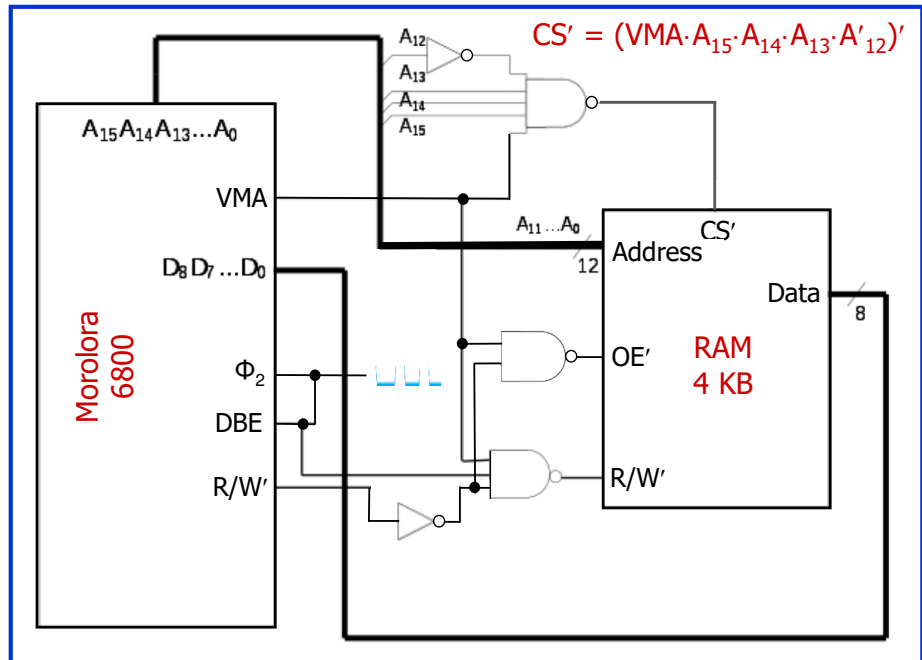 CS′ = (VMA·A₁₅·A₁₄·A₁₃·A′₁₂)′
A₁₂
A₁₃
A₁₄
A₁₅
A₁₅A₁₄A₁₃...A₀
VMA
D₈D₇...D₀
Φ₂
DBE
R/W′
Morolora
6800
A₁₁...A₀
12
CS′
Address
Data
8
OE′
RAM
4 KB
R/W′